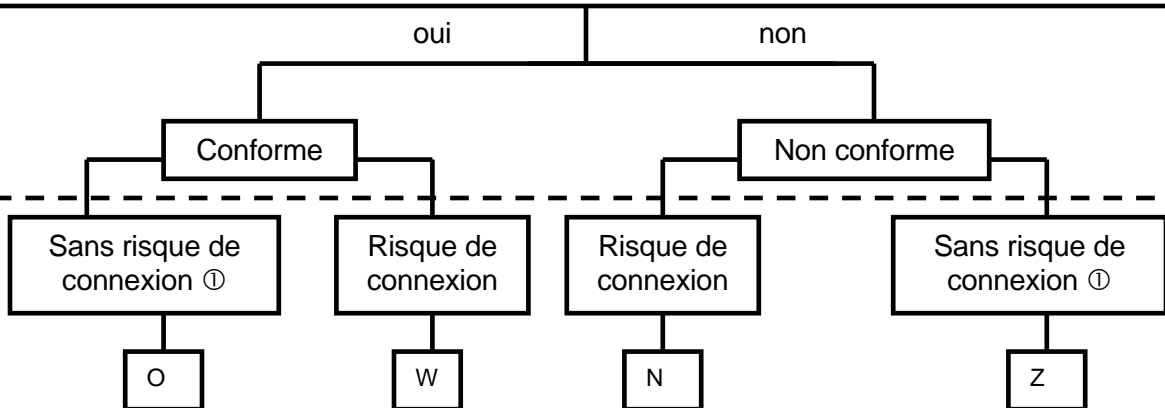 oui non
Conforme Non conforme
Sans risque de
connexion ①
Risque de
connexion
Risque de
connexion
Sans risque de
connexion ①
O W N Z